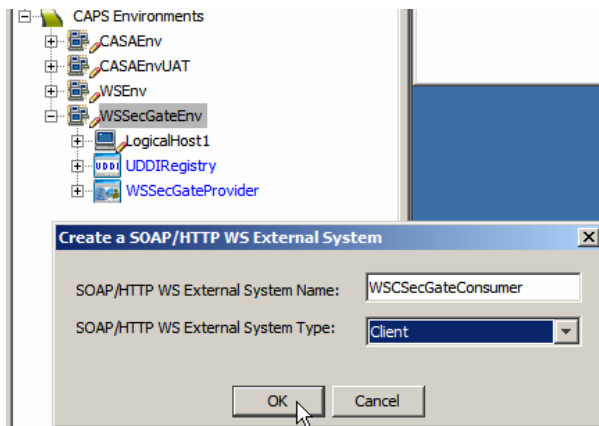 CAPS Environments
CASAEnv
CASAEnvUAT
WSEnv
WSSecGateEnv
LogicalHost1
UDDI UDDIRegistry
WSSecGateProvider
Create a SOAP/HTTP WS External System
SOAP/HTTP WS External System Name: WSCSecGateConsumer
SOAP/HTTP WS External System Type: Client
OK Cancel